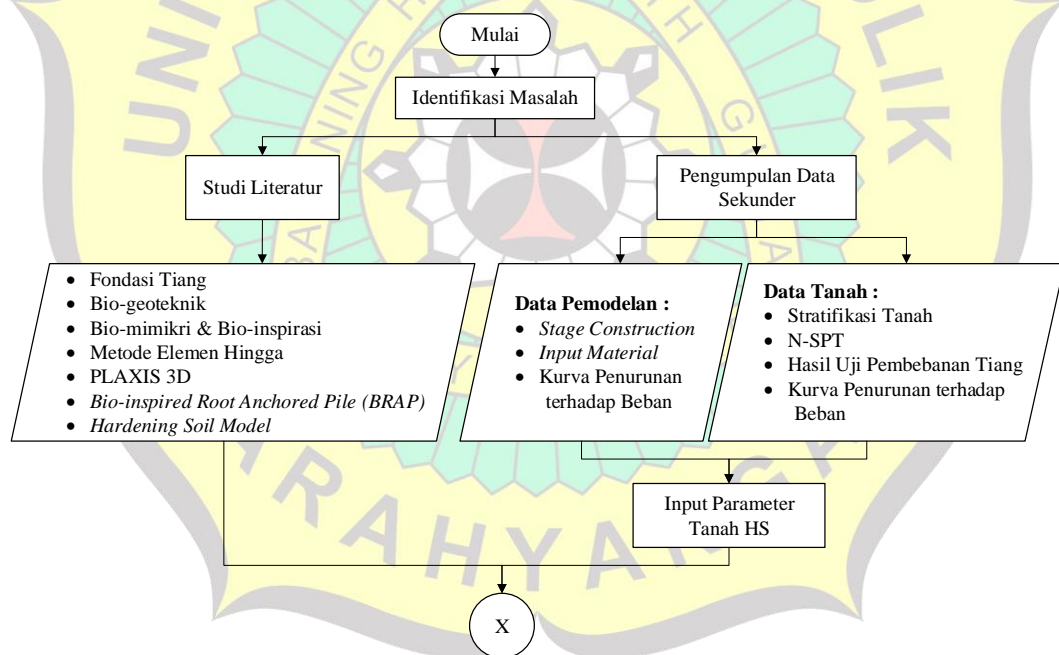 Mulai
Identifikasi Masalah
Studi Literatur
Pengumpulan Data
Sekunder
• Fondasi Tiang
• Bio-geoteknik
• Bio-mimikri & Bio-inspirasi
• Metode Elemen Hingga
• PLAXIS 3D
• Bio-inspired Root Anchored Pile (BRAP)
• Hardening Soil Model
Data Pemodelan :
• Stage Construction
• Input Material
• Kurva Penurunan
terhadap Beban
Data Tanah :
• Stratifikasi Tanah
• N-SPT
• Hasil Uji Pembebanan Tiang
• Kurva Penurunan terhadap
Beban
Input Parameter
Tanah HS
X